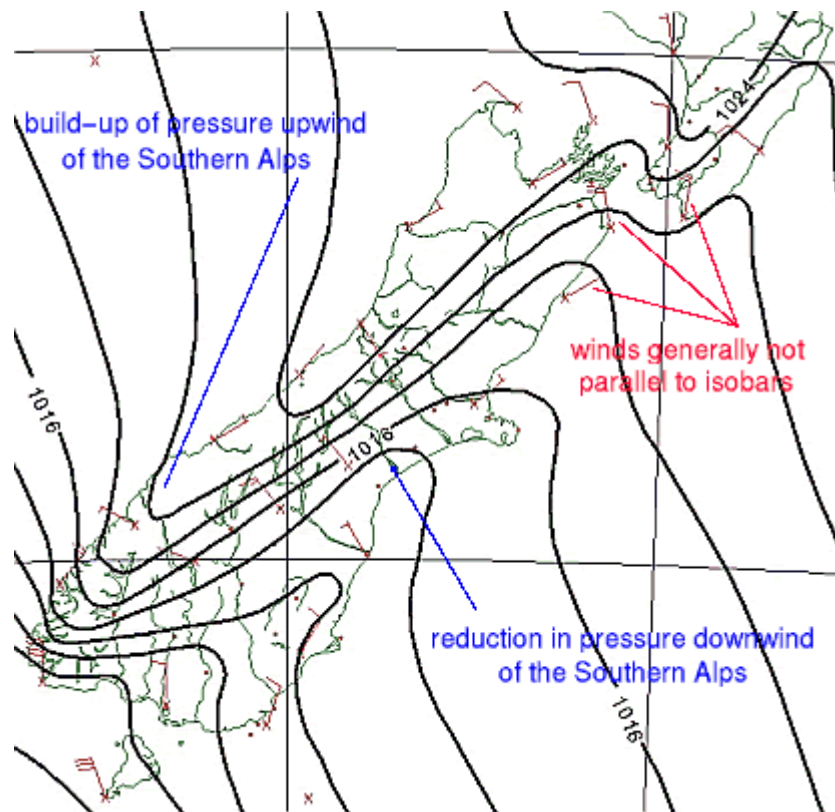 1024
build-up of pressure upwind
of the Southern Alps
winds generally not
parallel to isobars
1016
1016
reduction in pressure downwind
of the Southern Alps
1016